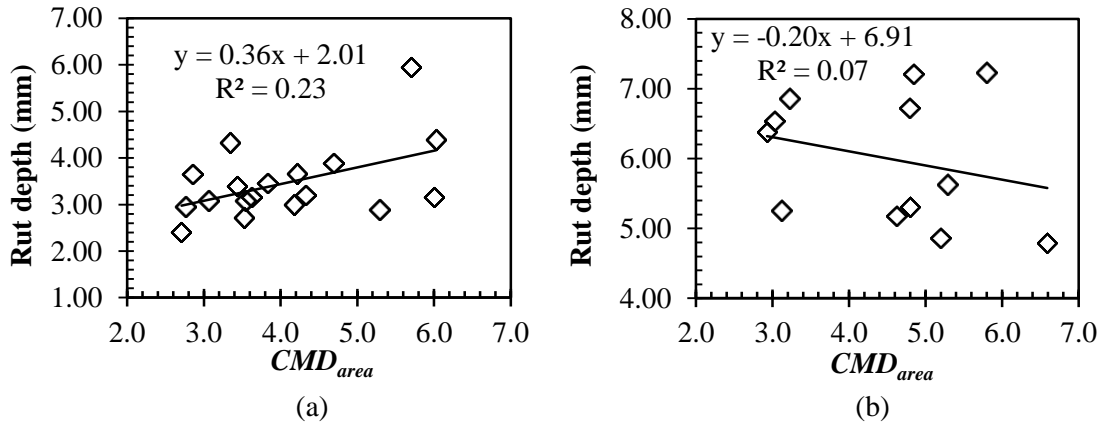 7.00
6.00
5.00
4.00
3.00
2.00
1.00
Rut depth (mm)
y = 0.36x + 2.01
R² = 0.23
2.0 3.0 4.0 5.0 6.0 7.0
CMDarea
(a)
8.00
7.00
6.00
5.00
4.00
Rut depth (mm)
y = -0.20x + 6.91
R² = 0.07
2.0 3.0 4.0 5.0 6.0 7.0
CMDarea
(b)